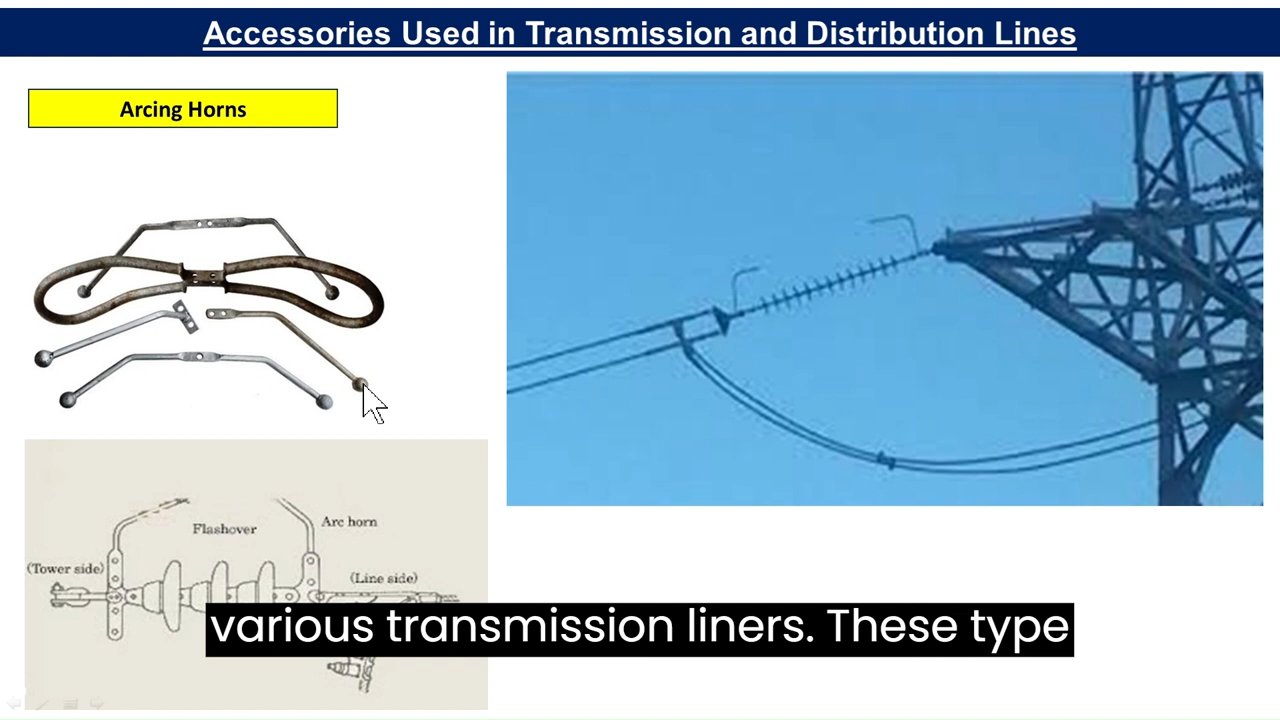 Accessories Used in Transmission and Distribution Lines
Arcing Horns
Flashover
Arc horn
(Tower side)
(Line side)
various transmission liners. These type